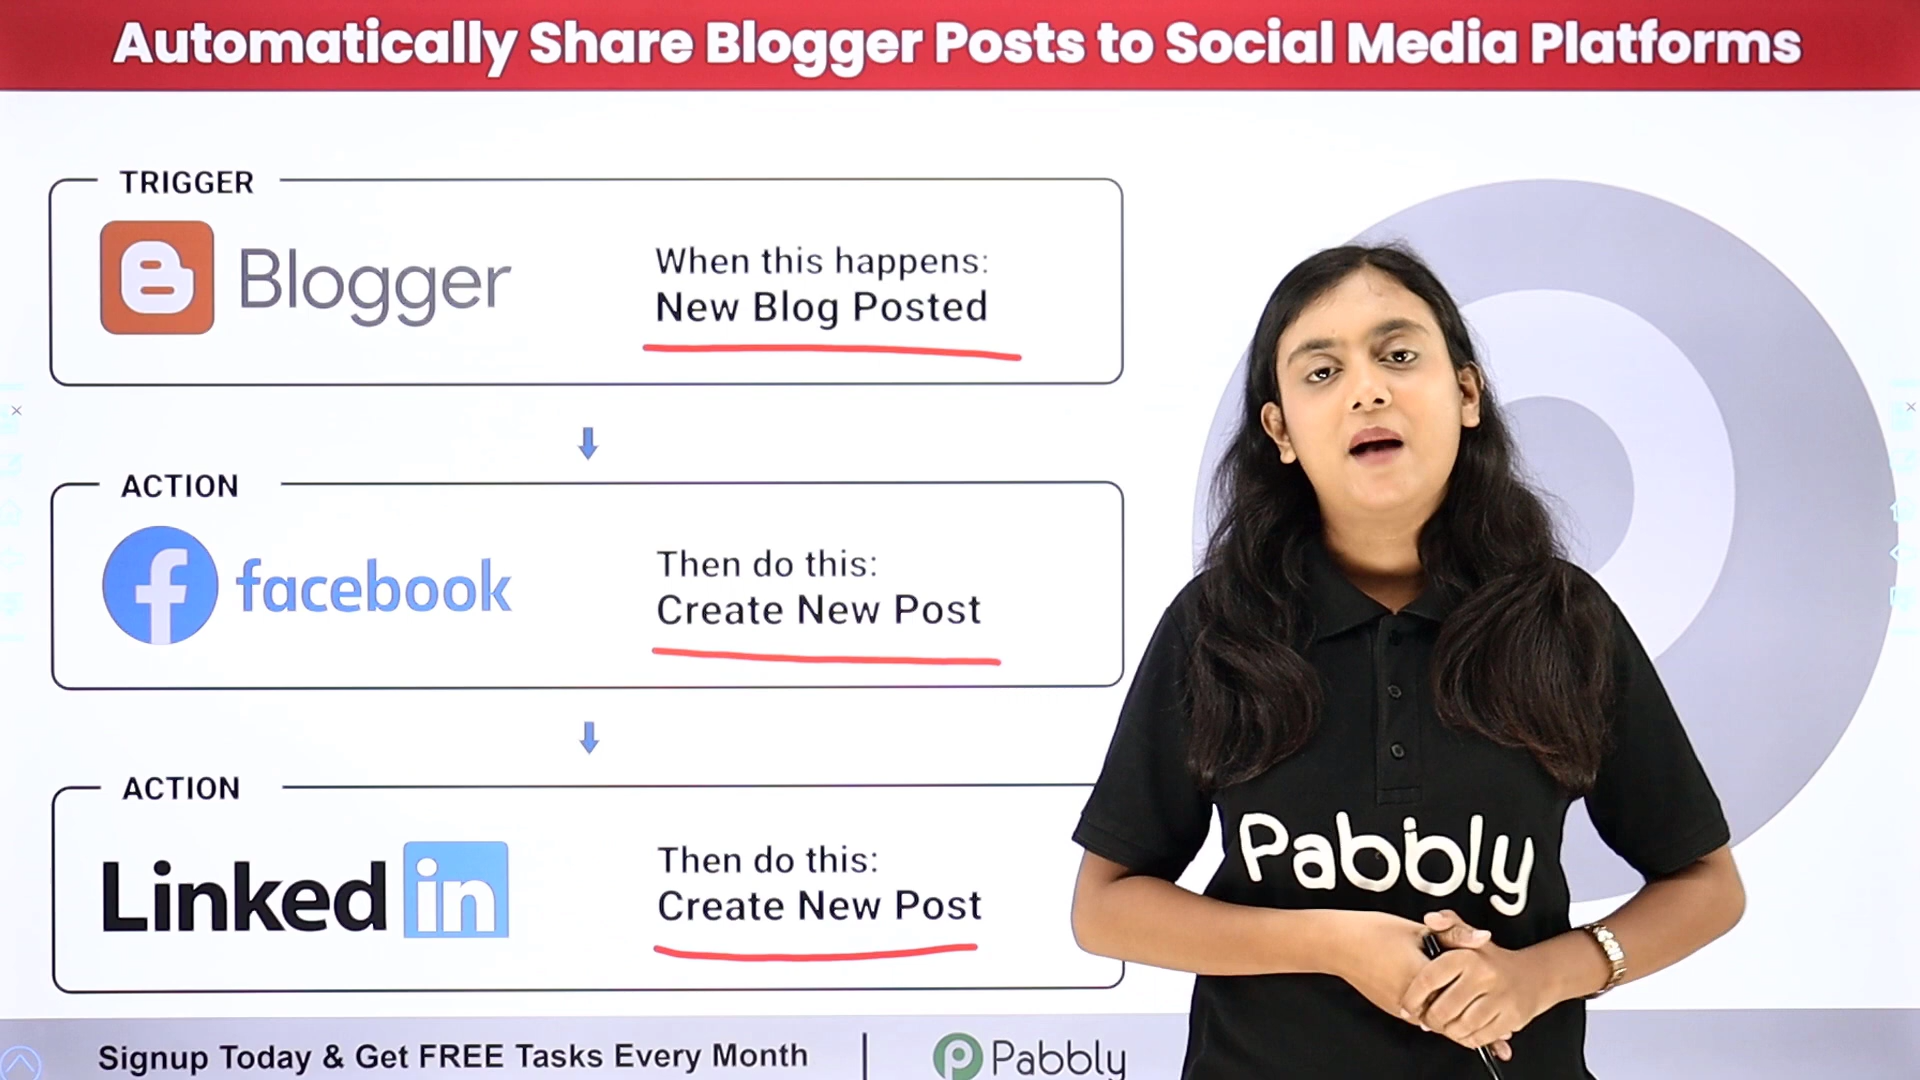 Automatically Share Blogger Posts to Social Media Platforms
TRIGGER
Blogger
When this happens:
New Blog Posted
ACTION
facebook
Then do this:
Create New Post
ACTION
Linked in
Then do this:
Create New Post
Pabbly
Signup Today & Get FREE Tasks Every Month
Pabbly